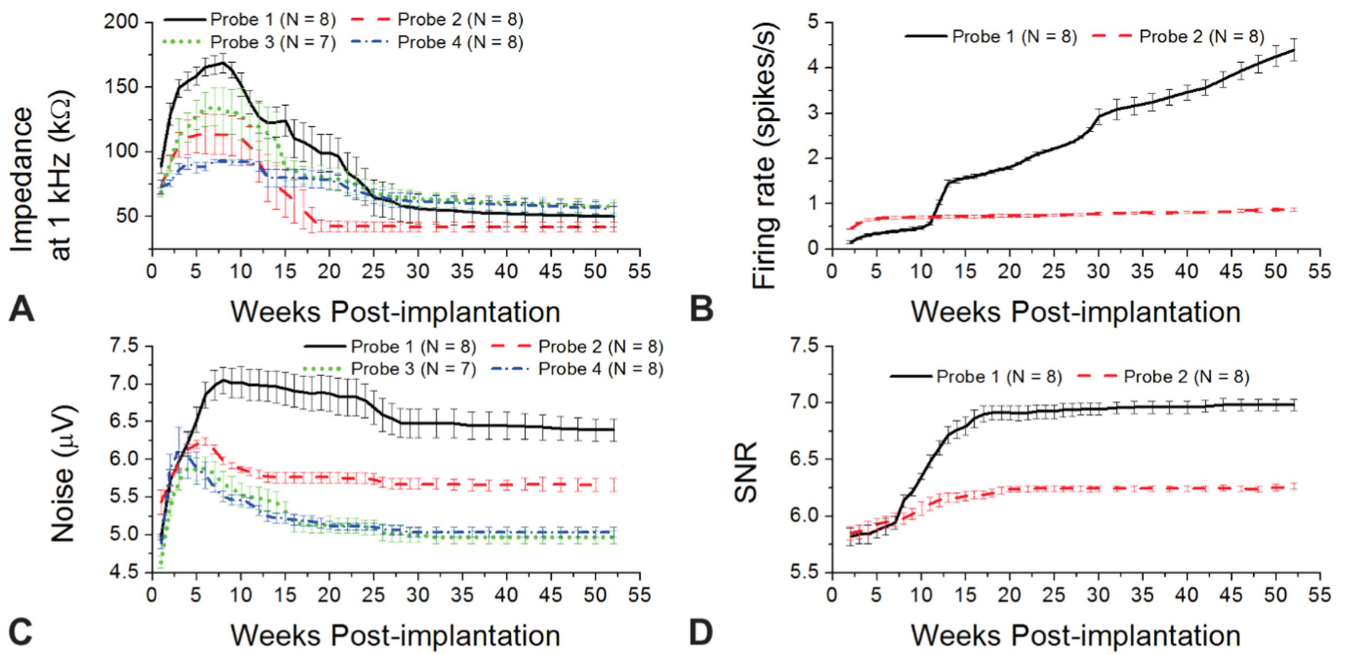 200
150
100
50
Impedance
at 1 kHz (kΩ)
Probe 1 (N = 8) Probe 2 (N = 8)
Probe 3 (N = 7) Probe 4 (N = 8)
0 5 10 15 20 25 30 35 40 45 50 55
Weeks Post-implantation
A
5
4
3
2
1
0
Firing rate (spikes/s)
Probe 1 (N = 8) Probe 2 (N = 8)
0 5 10 15 20 25 30 35 40 45 50 55
Weeks Post-implantation
B
7.5
7.0
6.5
6.0
5.5
5.0
4.5
Noise (μV)
Probe 1 (N = 8) Probe 2 (N = 8)
Probe 3 (N = 7) Probe 4 (N = 8)
0 5 10 15 20 25 30 35 40 45 50 55
Weeks Post-implantation
C
7.5
7.0
6.5
6.0
5.5
SNR
Probe 1 (N = 8) Probe 2 (N = 8)
0 5 10 15 20 25 30 35 40 45 50 55
Weeks Post-implantation
D